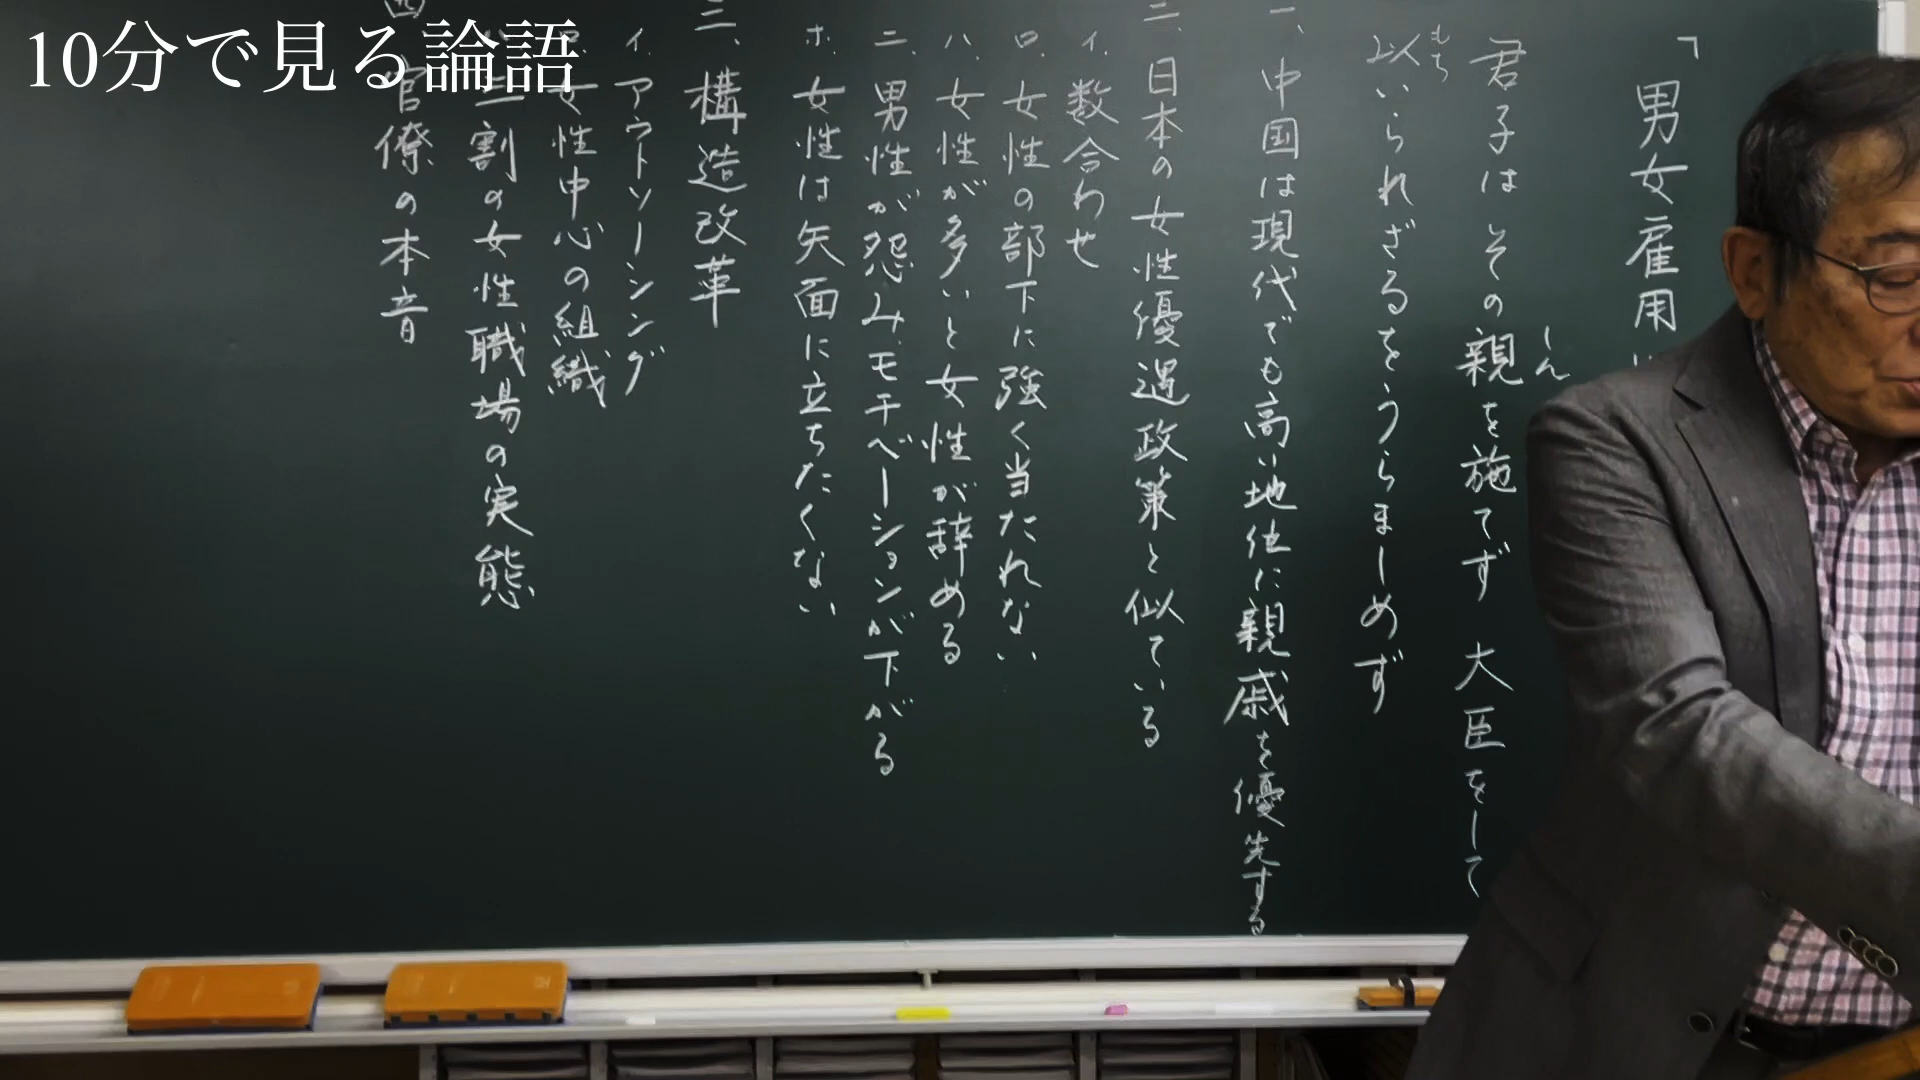 10分で見る論語
「男女雇用
君子はその親を施てず 大臣をして
しん
以いられざるをうらましめず
もち
一、中国は現代でも高い地位に親戚を優先する
二、日本の女性優遇政策と似ている
イ、数合わせ
ロ、女性の部下に強く当たれない
ハ、女性が多いと女性が辞める
ニ、男性が怨み、モチベーションが下がる
ホ、女性は矢面に立ちたくない
三、構造改革
イ、アウトソーシング
ロ、女性中心の組織
三割の女性職場の実態
四 官僚の本音